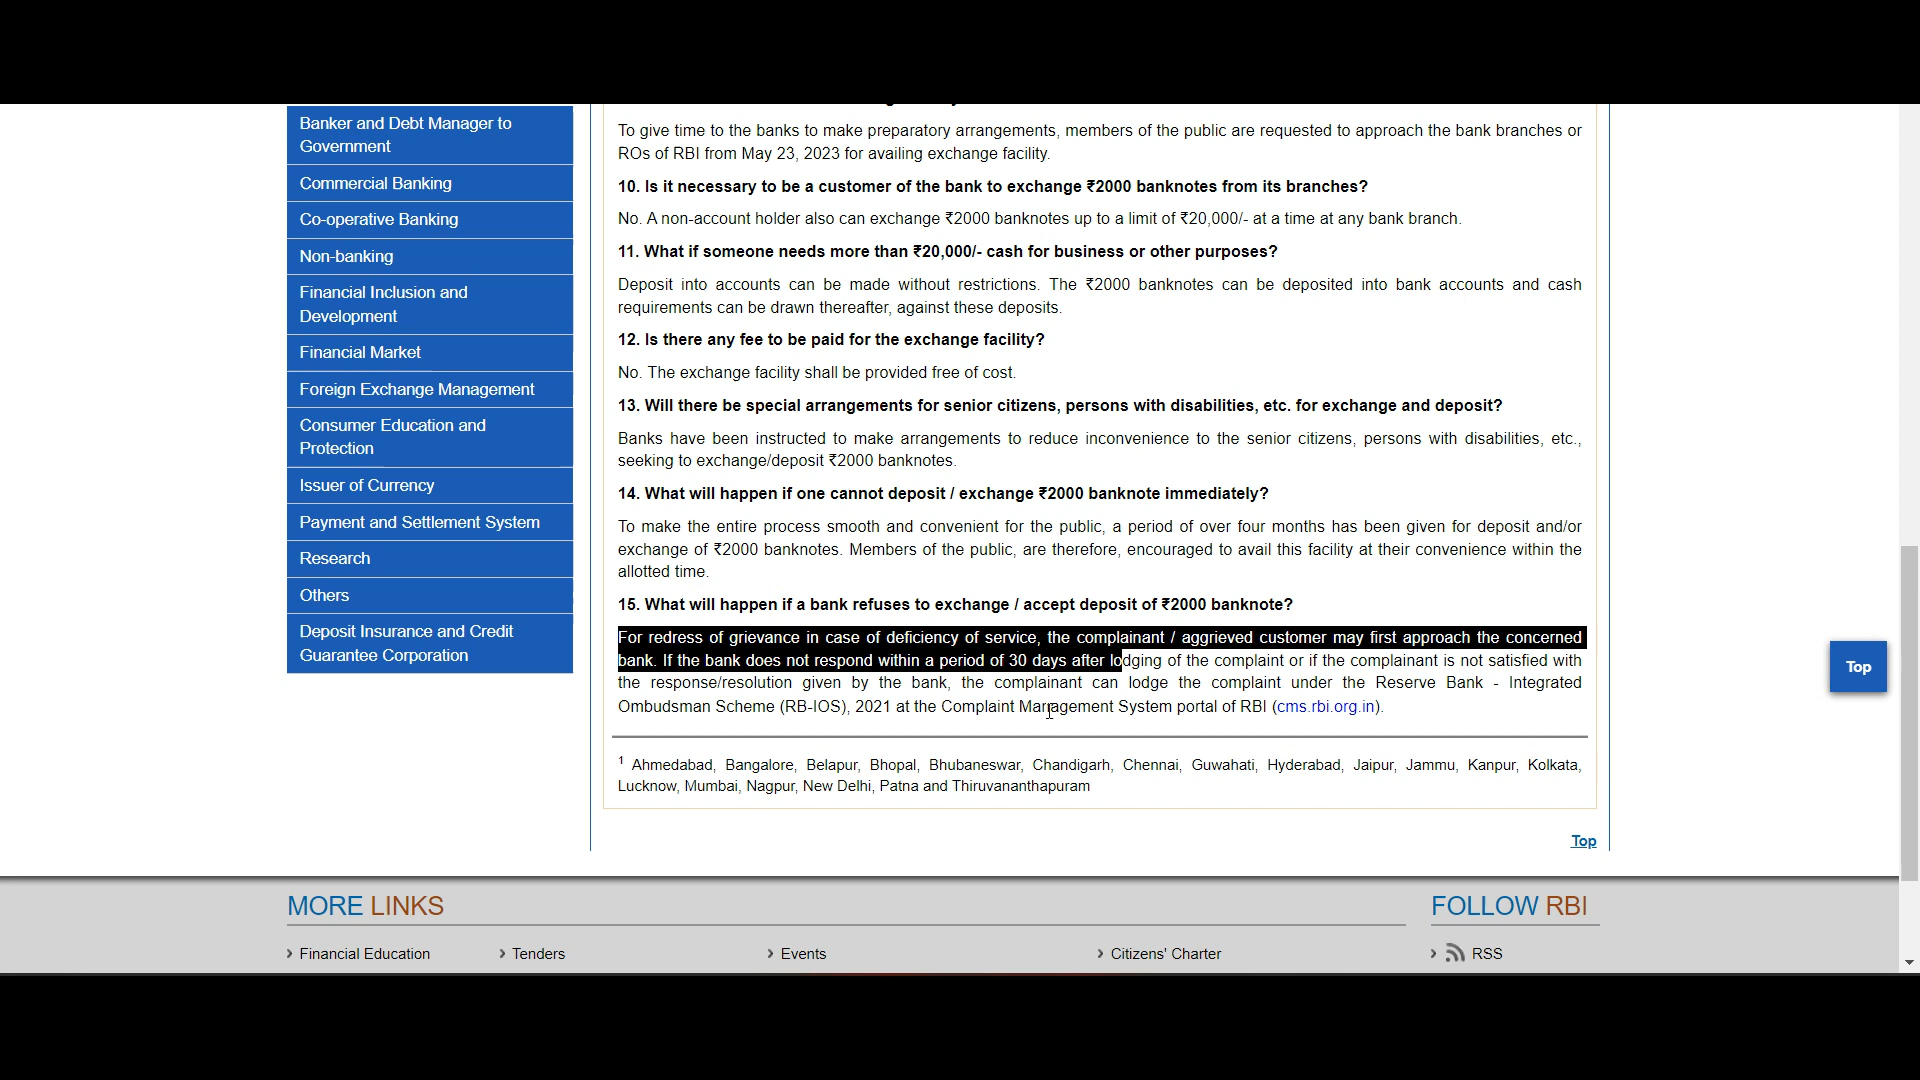 Banker and Debt Manager to
Government
Commercial Banking
Co-operative Banking
Non-banking
Financial Inclusion and
Development
Financial Market
Foreign Exchange Management
Consumer Education and
Protection
Issuer of Currency
Payment and Settlement System
Research
Others
Deposit Insurance and Credit
Guarantee Corporation
To give time to the banks to make preparatory arrangements, members of the public are requested to approach the bank branches or
ROs of RBI from May 23, 2023 for availing exchange facility.
10. Is it necessary to be a customer of the bank to exchange ₹2000 banknotes from its branches?
No. A non-account holder also can exchange ₹2000 banknotes up to a limit of ₹20,000/- at a time at any bank branch.
11. What if someone needs more than ₹20,000/- cash for business or other purposes?
Deposit into accounts can be made without restrictions. The ₹2000 banknotes can be deposited into bank accounts and cash
requirements can be drawn thereafter, against these deposits.
12. Is there any fee to be paid for the exchange facility?
No. The exchange facility shall be provided free of cost.
13. Will there be special arrangements for senior citizens, persons with disabilities, etc. for exchange and deposit?
Banks have been instructed to make arrangements to reduce inconvenience to the senior citizens, persons with disabilities, etc.,
seeking to exchange/deposit ₹2000 banknotes.
14. What will happen if one cannot deposit / exchange ₹2000 banknote immediately?
To make the entire process smooth and convenient for the public, a period of over four months has been given for deposit and/or
exchange of ₹2000 banknotes. Members of the public, are therefore, encouraged to avail this facility at their convenience within the
allotted time.
15. What will happen if a bank refuses to exchange / accept deposit of ₹2000 banknote?
For redress of grievance in case of deficiency of service, the complainant / aggrieved customer may first approach the concerned
bank. If the bank does not respond within a period of 30 days after lodging of the complaint or if the complainant is not satisfied with
the response/resolution given by the bank, the complainant can lodge the complaint under the Reserve Bank - Integrated
Ombudsman Scheme (RB-IOS), 2021 at the Complaint Management System portal of RBI (cms.rbi.org.in).
1 Ahmedabad, Bangalore, Belapur, Bhopal, Bhubaneswar, Chandigarh, Chennai, Guwahati, Hyderabad, Jaipur, Jammu, Kanpur, Kolkata,
Lucknow, Mumbai, Nagpur, New Delhi, Patna and Thiruvananthapuram
Top
Top
MORE LINKS
FOLLOW RBI
Financial Education
Tenders
Events
Citizens' Charter
RSS